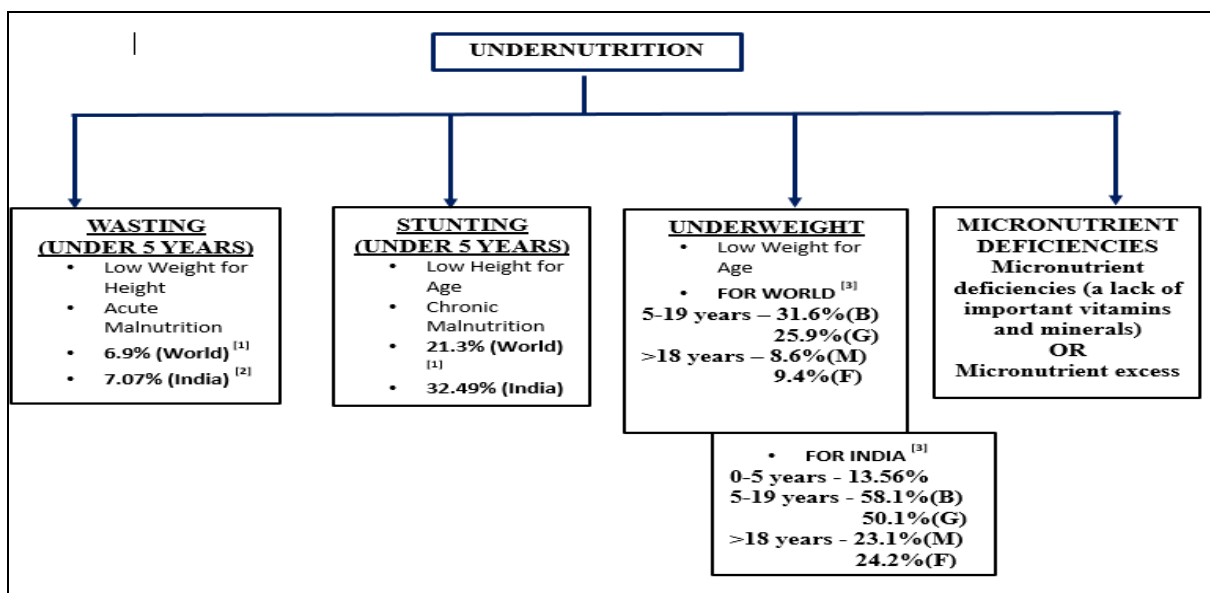 UNDERNUTRITION
WASTING
(UNDER 5 YEARS)
• Low Weight for
Height
• Acute
Malnutrition
• 6.9% (World) [1]
• 7.07% (India) [2]
STUNTING
(UNDER 5 YEARS)
• Low Height for
Age
• Chronic
Malnutrition
• 21.3% (World)
[1]
• 32.49% (India)
UNDERWEIGHT
• Low Weight for
Age
• FOR WORLD [3]
5-19 years – 31.6%(B)
25.9%(G)
>18 years – 8.6%(M)
9.4%(F)
• FOR INDIA [3]
0-5 years - 13.56%
5-19 years - 58.1%(B)
50.1%(G)
>18 years - 23.1%(M)
24.2%(F)
MICRONUTRIENT
DEFICIENCIES
Micronutrient
deficiencies (a lack of
important vitamins
and minerals)
OR
Micronutrient excess